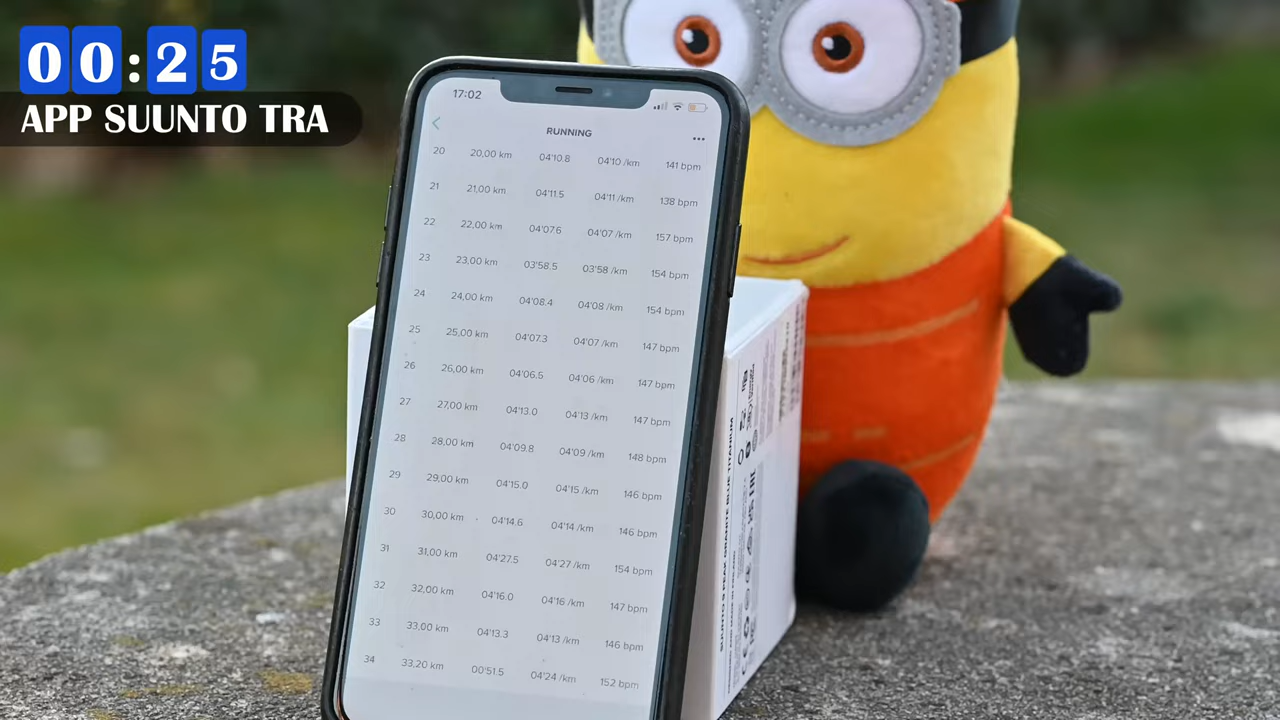 00:25
APP SUUNTO TRA
17:02
RUNNING
20 20,00 km 04'10.8 04'10 /km 141 bpm
21 21,00 km 04'11.5 04'11 /km 138 bpm
22 22,00 km 04'07.6 04'07 /km 157 bpm
23 23,00 km 03'58.5 03'58 /km 154 bpm
24 24,00 km 04'08.4 04'08 /km 154 bpm
25 25,00 km 04'07.3 04'07 /km 147 bpm
26 26,00 km 04'06.5 04'06 /km 147 bpm
27 27,00 km 04'13.0 04'13 /km 147 bpm
28 28,00 km 04'09.8 04'09 /km 148 bpm
29 29,00 km 04'15.0 04'15 /km 146 bpm
30 30,00 km 04'14.6 04'14 /km 146 bpm
31 31,00 km 04'27.5 04'27 /km 154 bpm
32 32,00 km 04'16.0 04'16 /km 147 bpm
33 33,00 km 04'13.3 04'13 /km 146 bpm
34 33,20 km 00'51.5 04'24 /km 152 bpm
SUUNTO 9 PEAK GRANITE BLUE TITANIUM